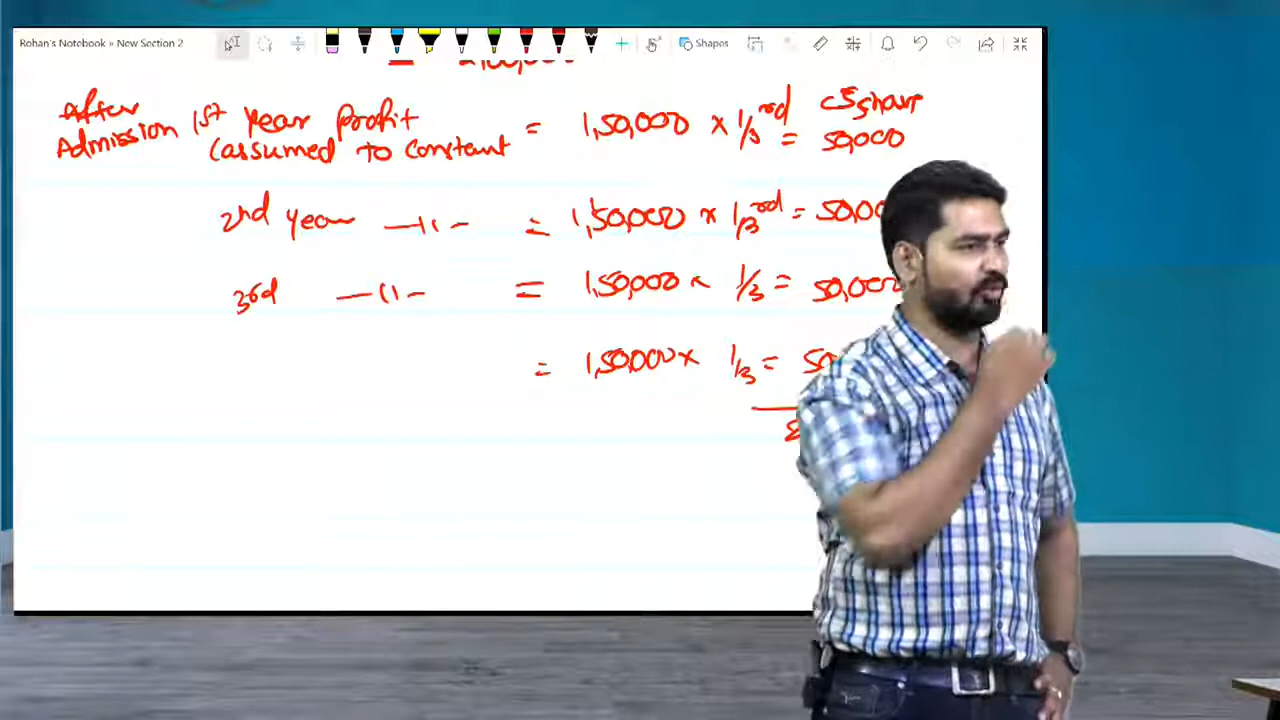 Rohan's Notebook » New Section 2
Shapes
After Admission 1st year profit = 1,50,000 x 1/3rd = 50,000
C's share
(assumed to constant
2nd year —"— = 1,50,000 x 1/3rd = 50,00
3rd —"— = 1,50,000 x 1/3 = 50,000
= 1,50,000 x 1/3 = 50